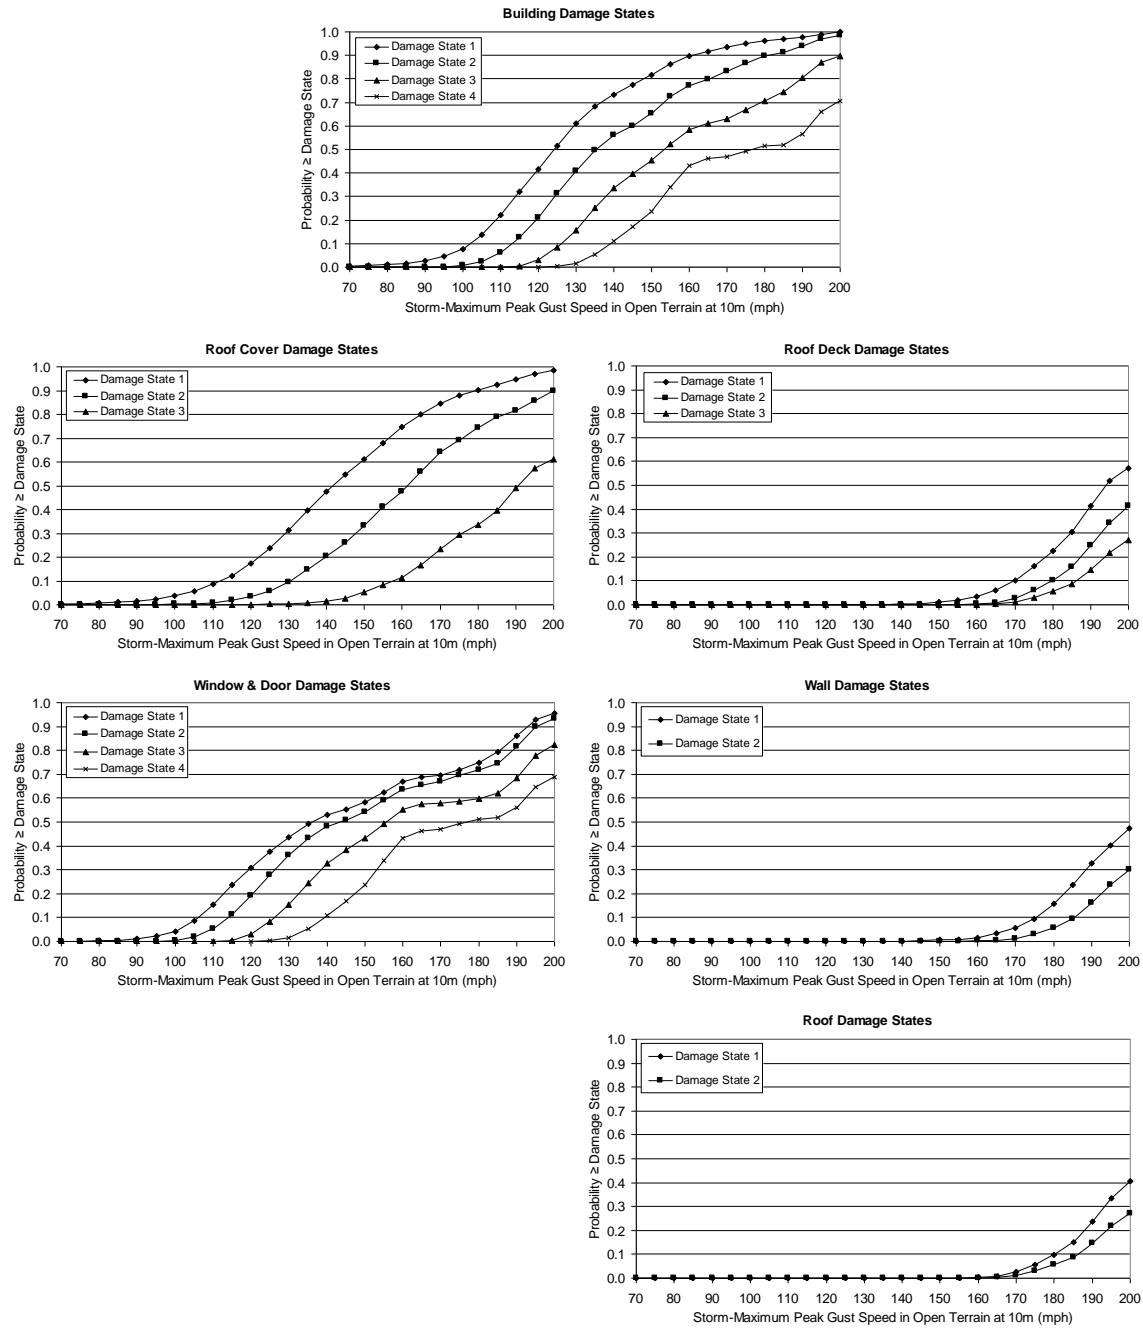 Building Damage States
Probability ≥ Damage State
1.0
0.9
0.8
0.7
0.6
0.5
0.4
0.3
0.2
0.1
0.0
Damage State 1
Damage State 2
Damage State 3
Damage State 4
70 80 90 100 110 120 130 140 150 160 170 180 190 200
Storm-Maximum Peak Gust Speed in Open Terrain at 10m (mph)
Roof Cover Damage States
Probability ≥ Damage State
1.0
0.9
0.8
0.7
0.6
0.5
0.4
0.3
0.2
0.1
0.0
Damage State 1
Damage State 2
Damage State 3
70 80 90 100 110 120 130 140 150 160 170 180 190 200
Storm-Maximum Peak Gust Speed in Open Terrain at 10m (mph)
Roof Deck Damage States
Probability ≥ Damage State
1.0
0.9
0.8
0.7
0.6
0.5
0.4
0.3
0.2
0.1
0.0
Damage State 1
Damage State 2
Damage State 3
70 80 90 100 110 120 130 140 150 160 170 180 190 200
Storm-Maximum Peak Gust Speed in Open Terrain at 10m (mph)
Window & Door Damage States
Probability ≥ Damage State
1.0
0.9
0.8
0.7
0.6
0.5
0.4
0.3
0.2
0.1
0.0
Damage State 1
Damage State 2
Damage State 3
Damage State 4
70 80 90 100 110 120 130 140 150 160 170 180 190 200
Storm-Maximum Peak Gust Speed in Open Terrain at 10m (mph)
Wall Damage States
Probability ≥ Damage State
1.0
0.9
0.8
0.7
0.6
0.5
0.4
0.3
0.2
0.1
0.0
Damage State 1
Damage State 2
70 80 90 100 110 120 130 140 150 160 170 180 190 200
Storm-Maximum Peak Gust Speed in Open Terrain at 10m (mph)
Roof Damage States
Probability ≥ Damage State
1.0
0.9
0.8
0.7
0.6
0.5
0.4
0.3
0.2
0.1
0.0
Damage State 1
Damage State 2
70 80 90 100 110 120 130 140 150 160 170 180 190 200
Storm-Maximum Peak Gust Speed in Open Terrain at 10m (mph)